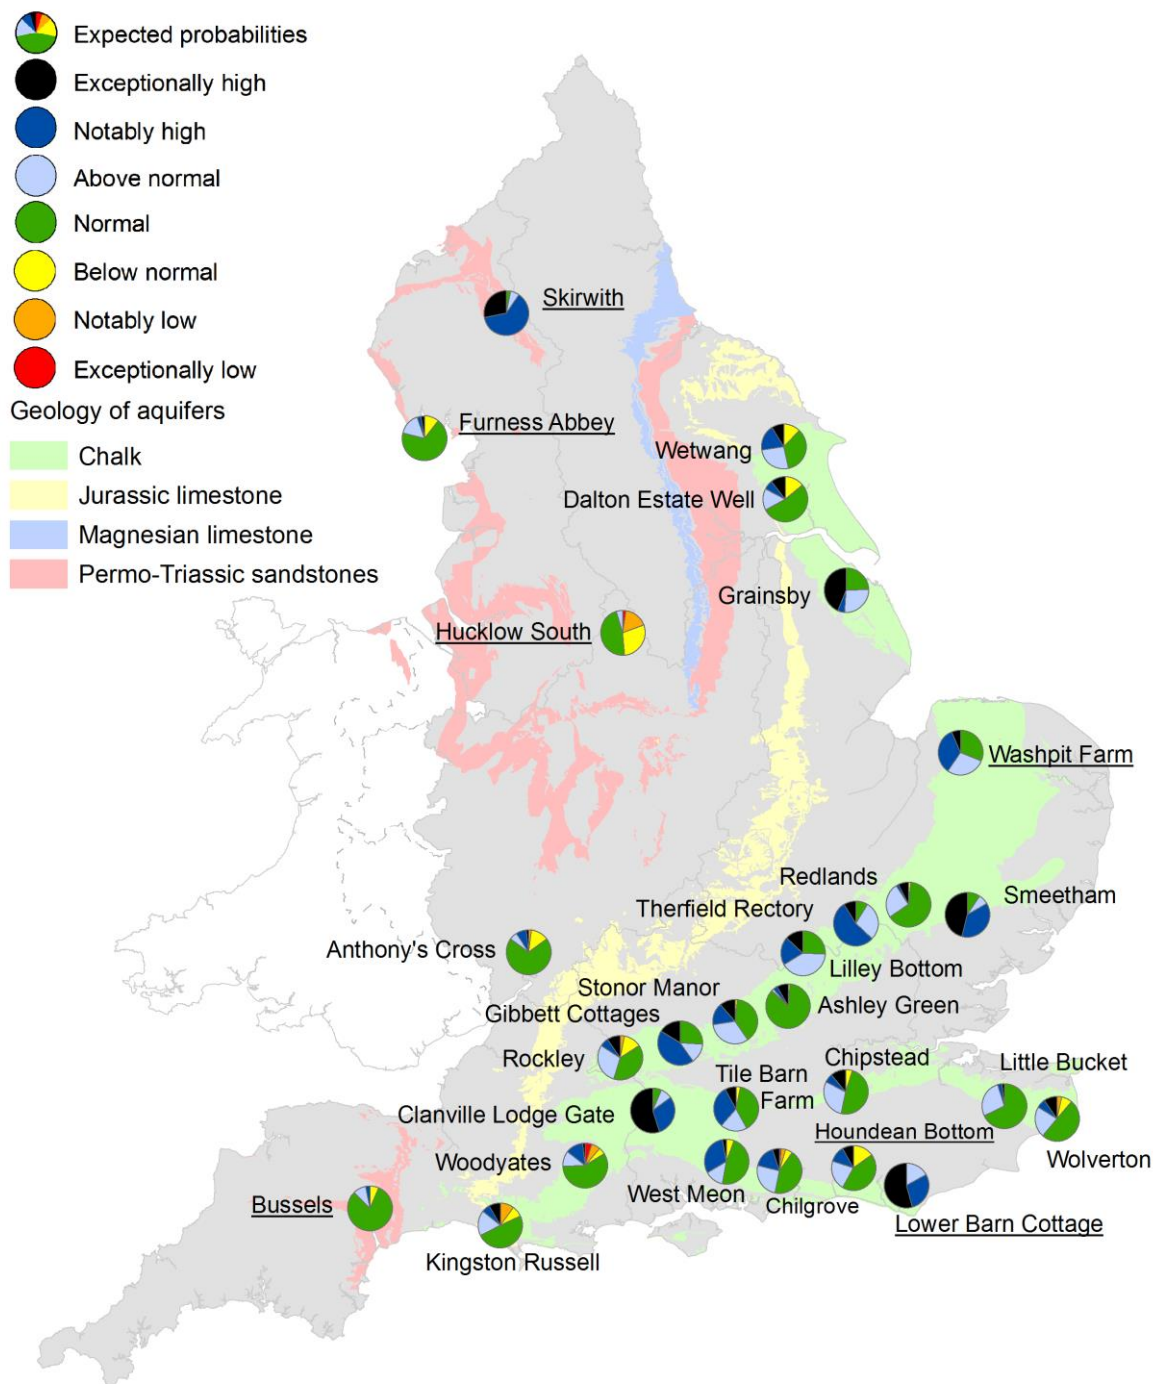 Expected probabilities
Exceptionally high
Notably high
Above normal
Normal
Below normal
Notably low
Exceptionally low
Geology of aquifers
Chalk
Jurassic limestone
Magnesian limestone
Permo-Triassic sandstones
Skirwith
Furness Abbey
Wetwang
Dalton Estate Well
Grainsby
Hucklow South
Washpit Farm
Redlands
Smeetham
Therfield Rectory
Anthony's Cross
Lilley Bottom
Stonor Manor
Ashley Green
Gibbett Cottages
Rockley
Chipstead
Little Bucket
Tile Barn
Farm
Clanville Lodge Gate
Houndean Bottom
Wolverton
Woodyates
West Meon
Chilgrove
Bussels
Lower Barn Cottage
Kingston Russell